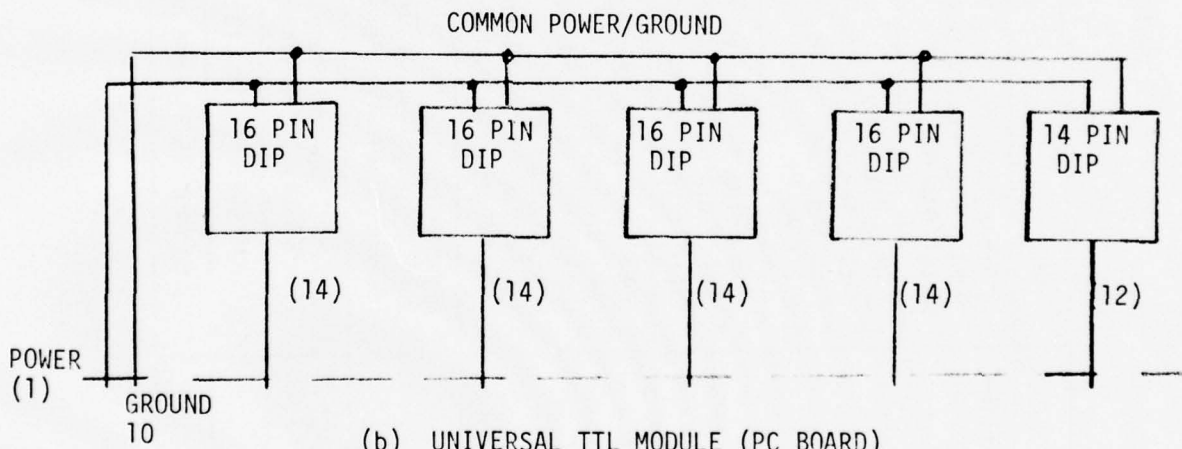 COMMON POWER/GROUND
16 PIN
DIP
16 PIN
DIP
16 PIN
DIP
16 PIN
DIP
14 PIN
DIP
(14)
(14)
(14)
(14)
(12)
POWER
(1)
GROUND
10
(b) UNIVERSAL TTL MODULE (PC BOARD)